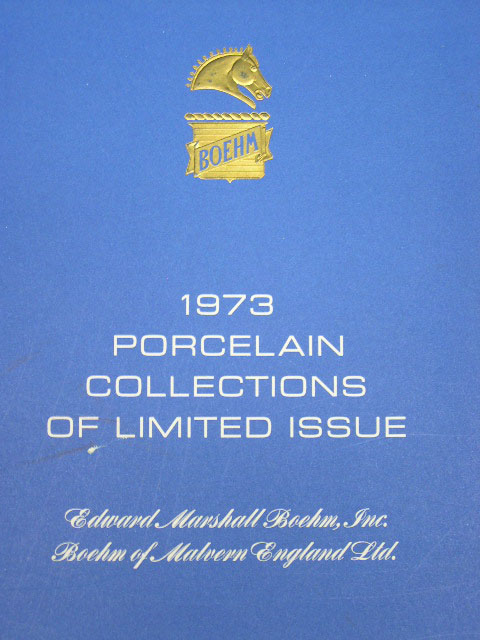 BOEHM
1973
PORCELAIN
COLLECTIONS
OF LIMITED ISSUE
Edward Marshall Boehm, Inc.
Boehm of Malvern England Ltd.